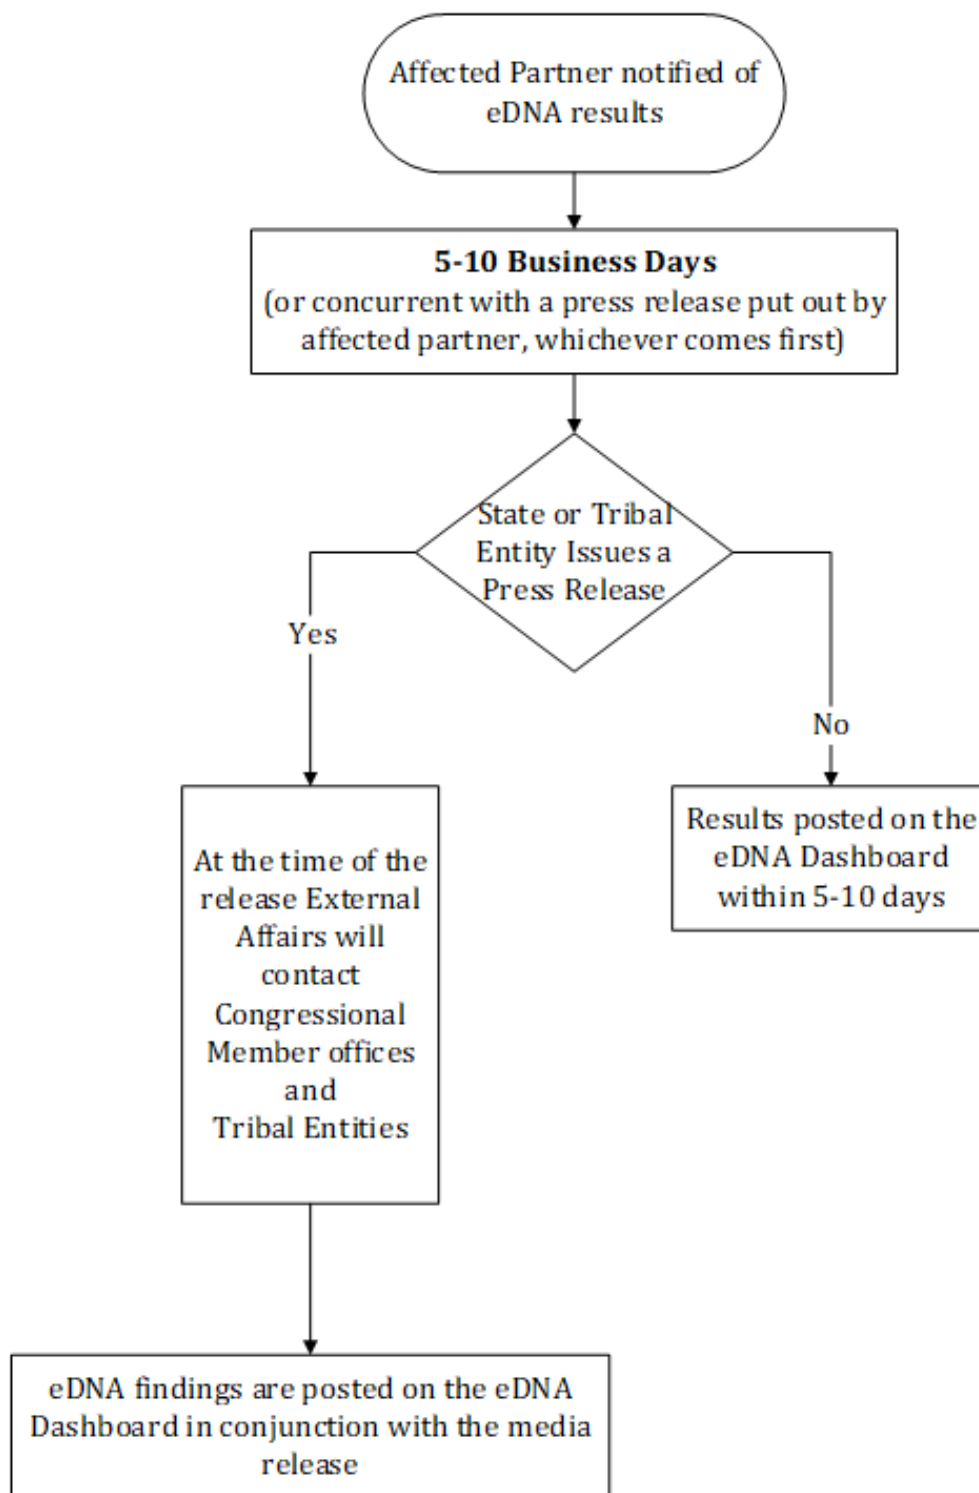 Affected Partner notified of
eDNA results
5-10 Business Days
(or concurrent with a press release put out by
affected partner, whichever comes first)
State or Tribal
Entity Issues a
Press Release
Yes
No
At the time of the
release External
Affairs will
contact
Congressional
Member offices
and
Tribal Entities
Results posted on the
eDNA Dashboard
within 5-10 days
eDNA findings are posted on the eDNA
Dashboard in conjunction with the media
release